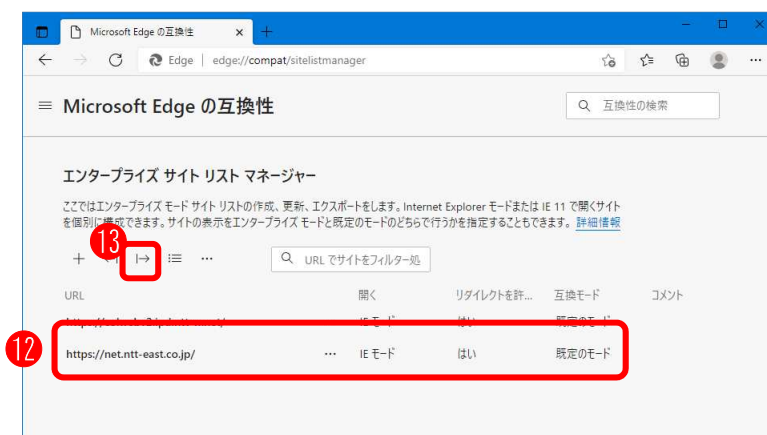 Microsoft Edge の互換性
Edge | edge://compat/sitelistmanager
Microsoft Edge の互換性
互換性の検索
エンタープライズ サイト リスト マネージャー
ここではエンタープライズ モード サイト リストの作成、更新、エクスポートをします。Internet Explorer モードまたは IE 11 で開くサイト
を個別に構成できます。サイトの表示をエンタープライズ モードと既定のモードのどちらで行うかを指定することもできます。 詳細情報
13
URL でサイトをフィルター処
URL 開く リダイレクトを許... 互換モード コメント
IE モード はい 既定のモード
12
https://net.ntt-east.co.jp/ ... IE モード はい 既定のモード